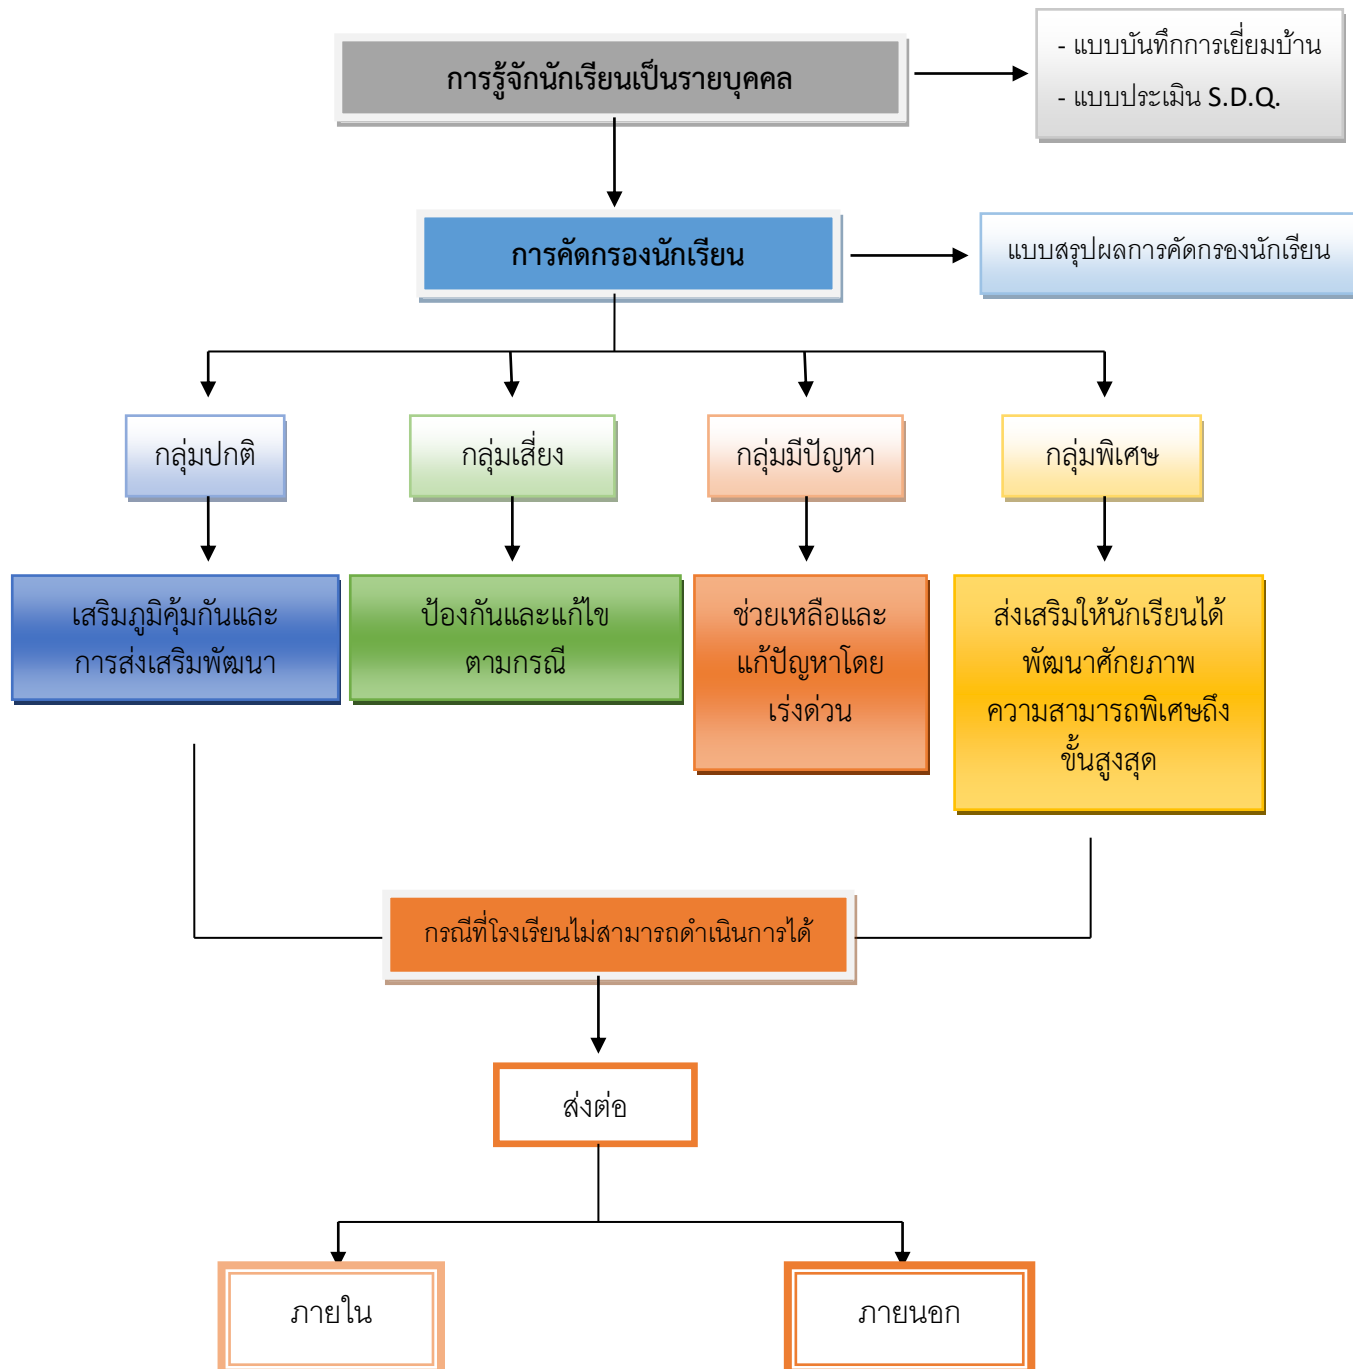 การรู้จักนักเรียนเป็นรายบุคคล
- แบบบันทึกการเยี่ยมบ้าน
- แบบประเมิน S.D.Q.
การคัดกรองนักเรียน
แบบสรุปผลการคัดกรองนักเรียน
กลุ่มปกติ
กลุ่มเสี่ยง
กลุ่มมีปัญหา
กลุ่มพิเศษ
เสริมภูมิคุ้มกันและ
การส่งเสริมพัฒนา
ป้องกันและแก้ไข
ตามกรณี
ช่วยเหลือและ
แก้ปัญหาโดย
เร่งด่วน
ส่งเสริมให้นักเรียนได้
พัฒนาศักยภาพ
ความสามารถพิเศษถึง
ขั้นสูงสุด
กรณีที่โรงเรียนไม่สามารถดำเนินการได้
ส่งต่อ
ภายใน
ภายนอก